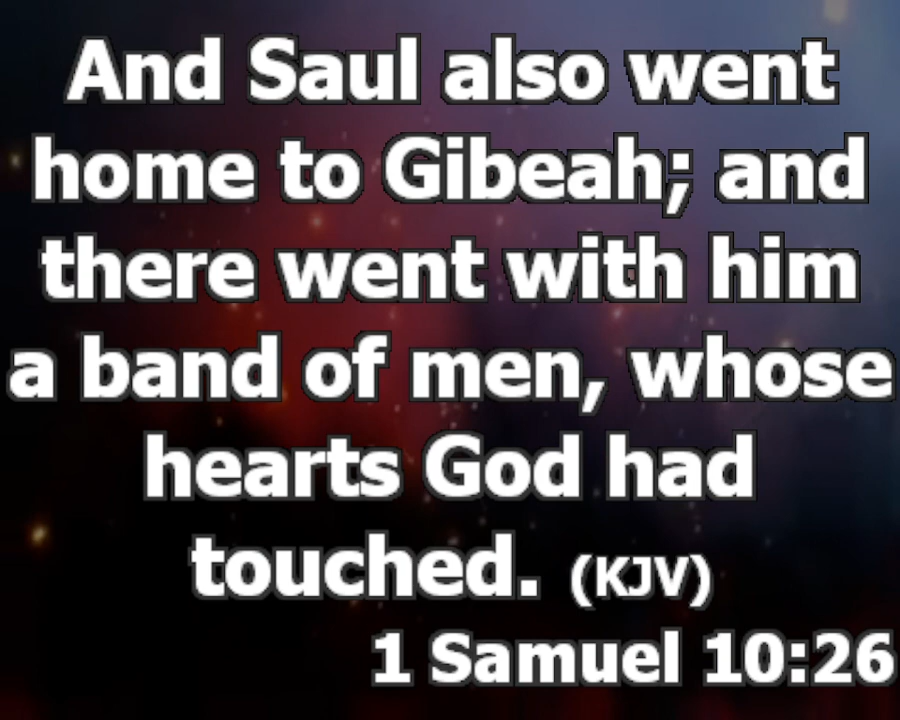 And Saul also went
home to Gibeah; and
there went with him
a band of men, whose
hearts God had
touched. (KJV)
1 Samuel 10:26